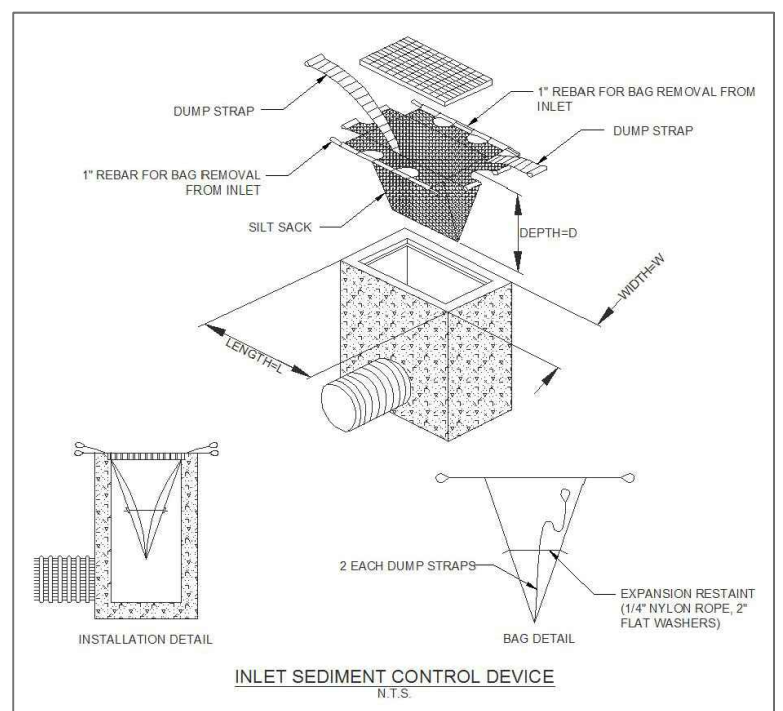 DUMP STRAP
1" REBAR FOR BAG REMOVAL FROM
INLET
DUMP STRAP
1" REBAR FOR BAG REMOVAL
FROM INLET
SILT SACK
DEPTH=D
WIDTH=W
LENGTH=L
2 EACH DUMP STRAPS
EXPANSION RESTAINT
(1/4" NYLON ROPE, 2"
FLAT WASHERS)
INSTALLATION DETAIL
BAG DETAIL
INLET SEDIMENT CONTROL DEVICE
N.T.S.